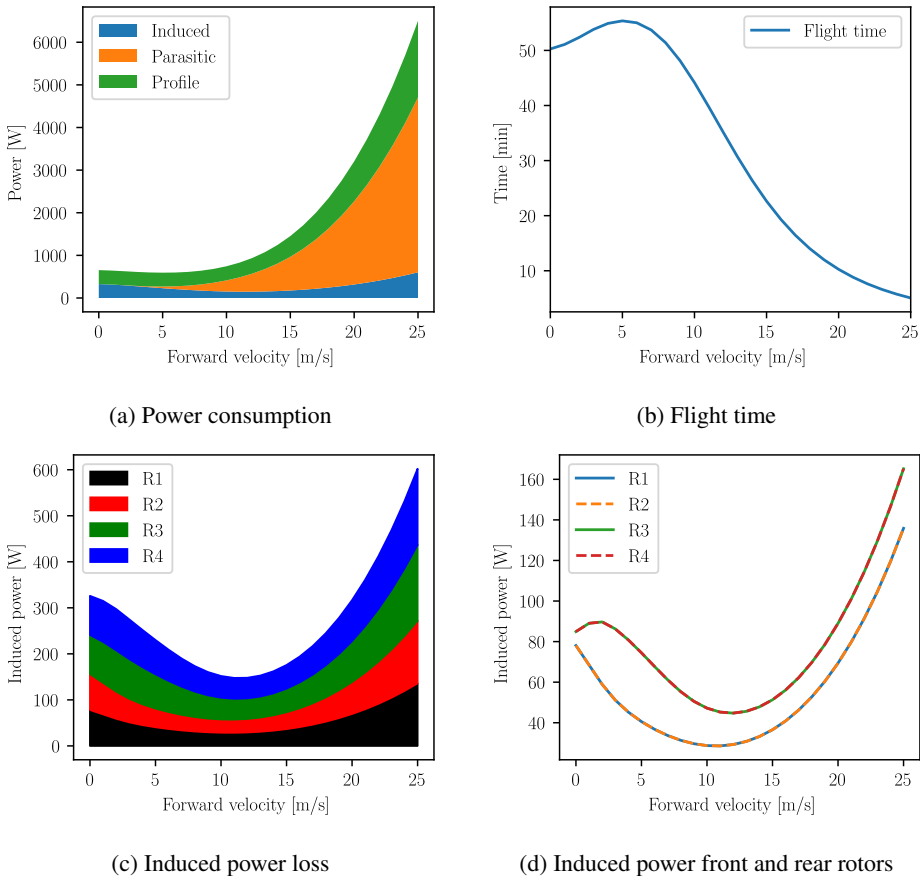 Induced
Parasitic
Profile
Power [W]
6000
5000
4000
3000
2000
1000
0
0 5 10 15 20 25
Forward velocity [m/s]
(a) Power consumption
Flight time
Time [min]
50
40
30
20
10
0 5 10 15 20 25
Forward velocity [m/s]
(b) Flight time
R1
R2
R3
R4
Induced power [W]
600
500
400
300
200
100
0
0 5 10 15 20 25
Forward velocity [m/s]
(c) Induced power loss
R1
R2
R3
R4
Induced power [W]
160
140
120
100
80
60
40
0 5 10 15 20 25
Forward velocity [m/s]
(d) Induced power front and rear rotors